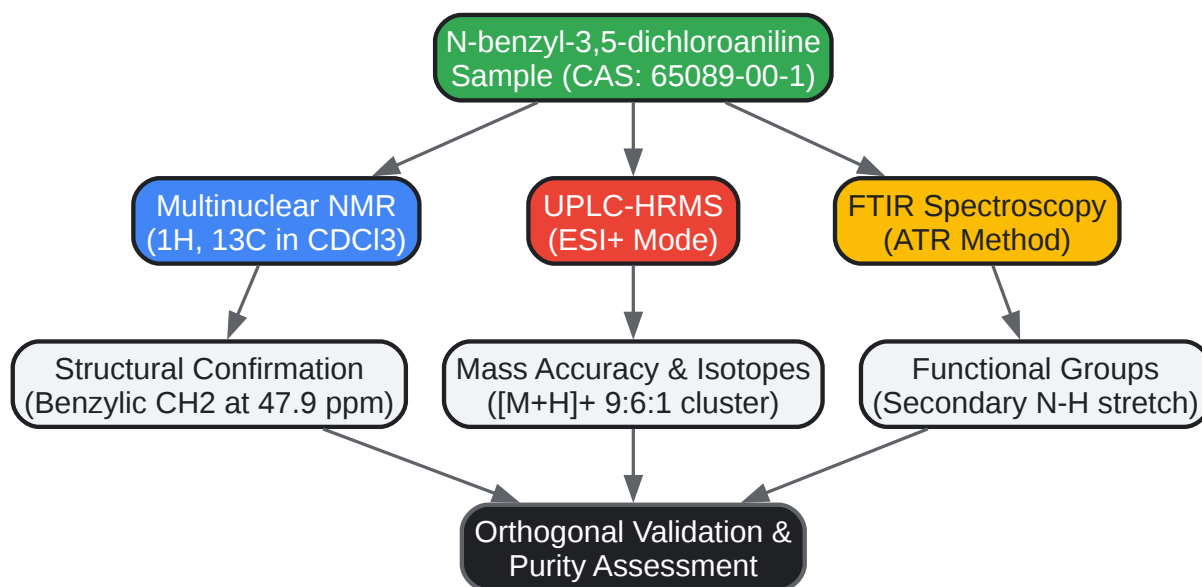 N-benzyl-3,5-dichloroaniline
Sample (CAS: 65089-00-1)
Multinuclear NMR
(1H, 13C in CDCl3)
UPLC-HRMS
(ESI+ Mode)
FTIR Spectroscopy
(ATR Method)
Structural Confirmation
(Benzylic CH2 at 47.9 ppm)
Mass Accuracy & Isotopes
([M+H]+ 9:6:1 cluster)
Functional Groups
(Secondary N-H stretch)
Orthogonal Validation &
Purity Assessment